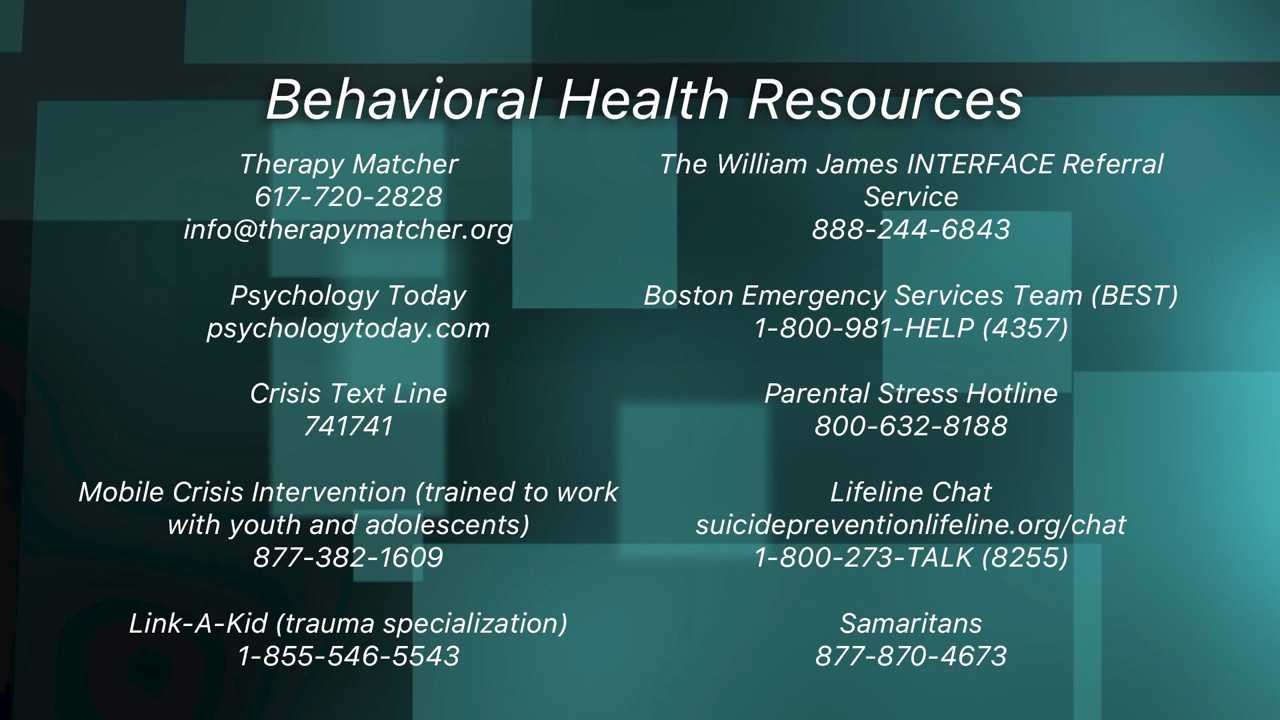 Behavioral Health Resources
Therapy Matcher
617-720-2828
info@therapymatcher.org
Psychology Today
psychologytoday.com
Crisis Text Line
741741
Mobile Crisis Intervention (trained to work
with youth and adolescents)
877-382-1609
Link-A-Kid (trauma specialization)
1-855-546-5543
The William James INTERFACE Referral
Service
888-244-6843
Boston Emergency Services Team (BEST)
1-800-981-HELP (4357)
Parental Stress Hotline
800-632-8188
Lifeline Chat
suicidepreventionlifeline.org/chat
1-800-273-TALK (8255)
Samaritans
877-870-4673